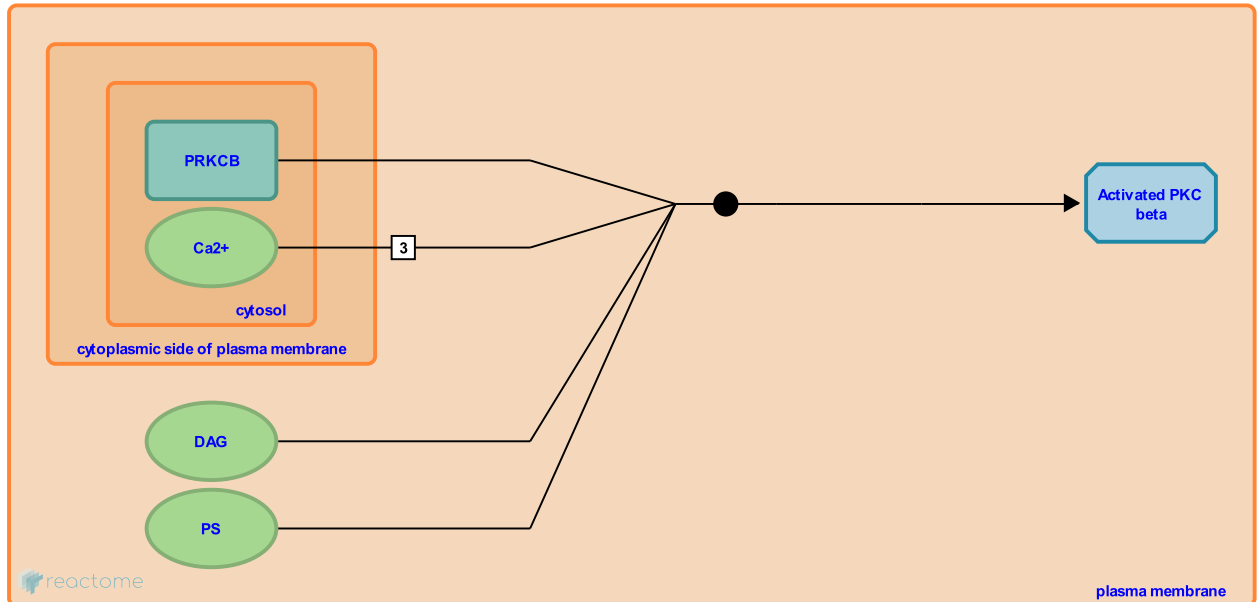 PRKCB
Ca2+
3
cytosol
cytoplasmic side of plasma membrane
Activated PKC
beta
DAG
PS
reactome
plasma membrane